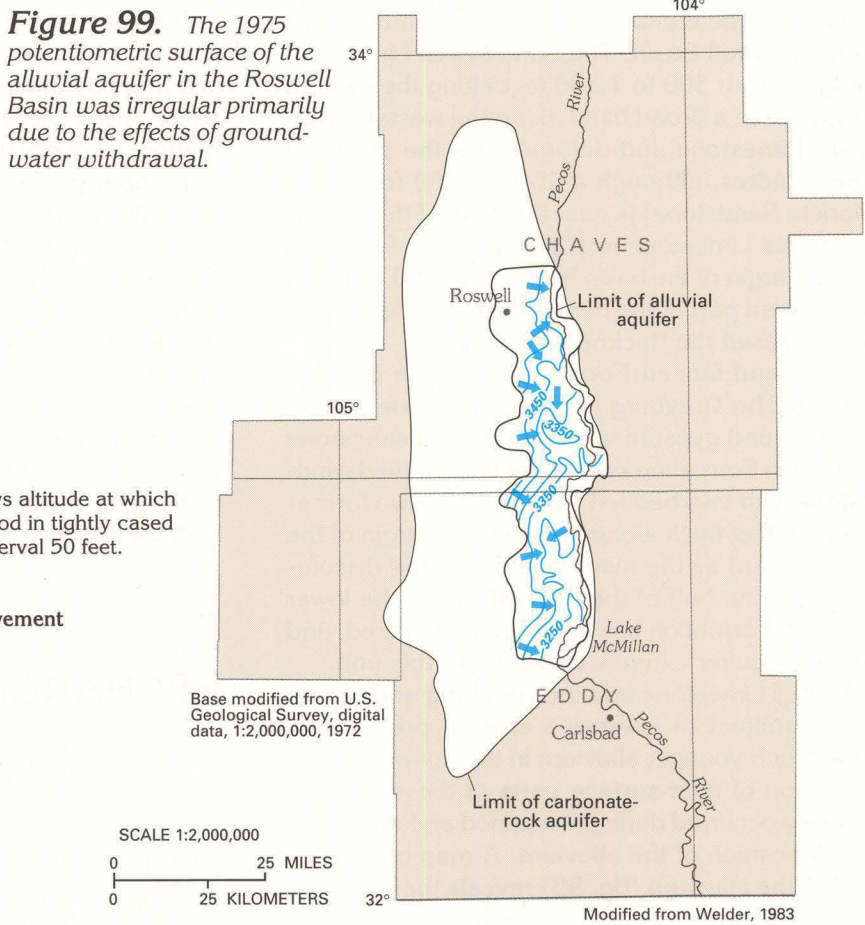 Figure 99. The 1975
potentiometric surface of the
alluvial aquifer in the Roswell
Basin was irregular primarily
due to the effects of ground-
water withdrawal.
104°
34°
River
Pecos
CHAVES
Roswell
Limit of alluvial
aquifer
105°
3450
3350
3350
3250
ys altitude at which
od in tightly cased
erval 50 feet.
vement
Lake
McMillan
Base modified from U.S.
Geological Survey, digital
data, 1:2,000,000, 1972
EDDY
Carlsbad
Pecos
River
Limit of carbonate-
rock aquifer
SCALE 1:2,000,000
0 25 MILES
0 25 KILOMETERS
32°
Modified from Welder, 1983